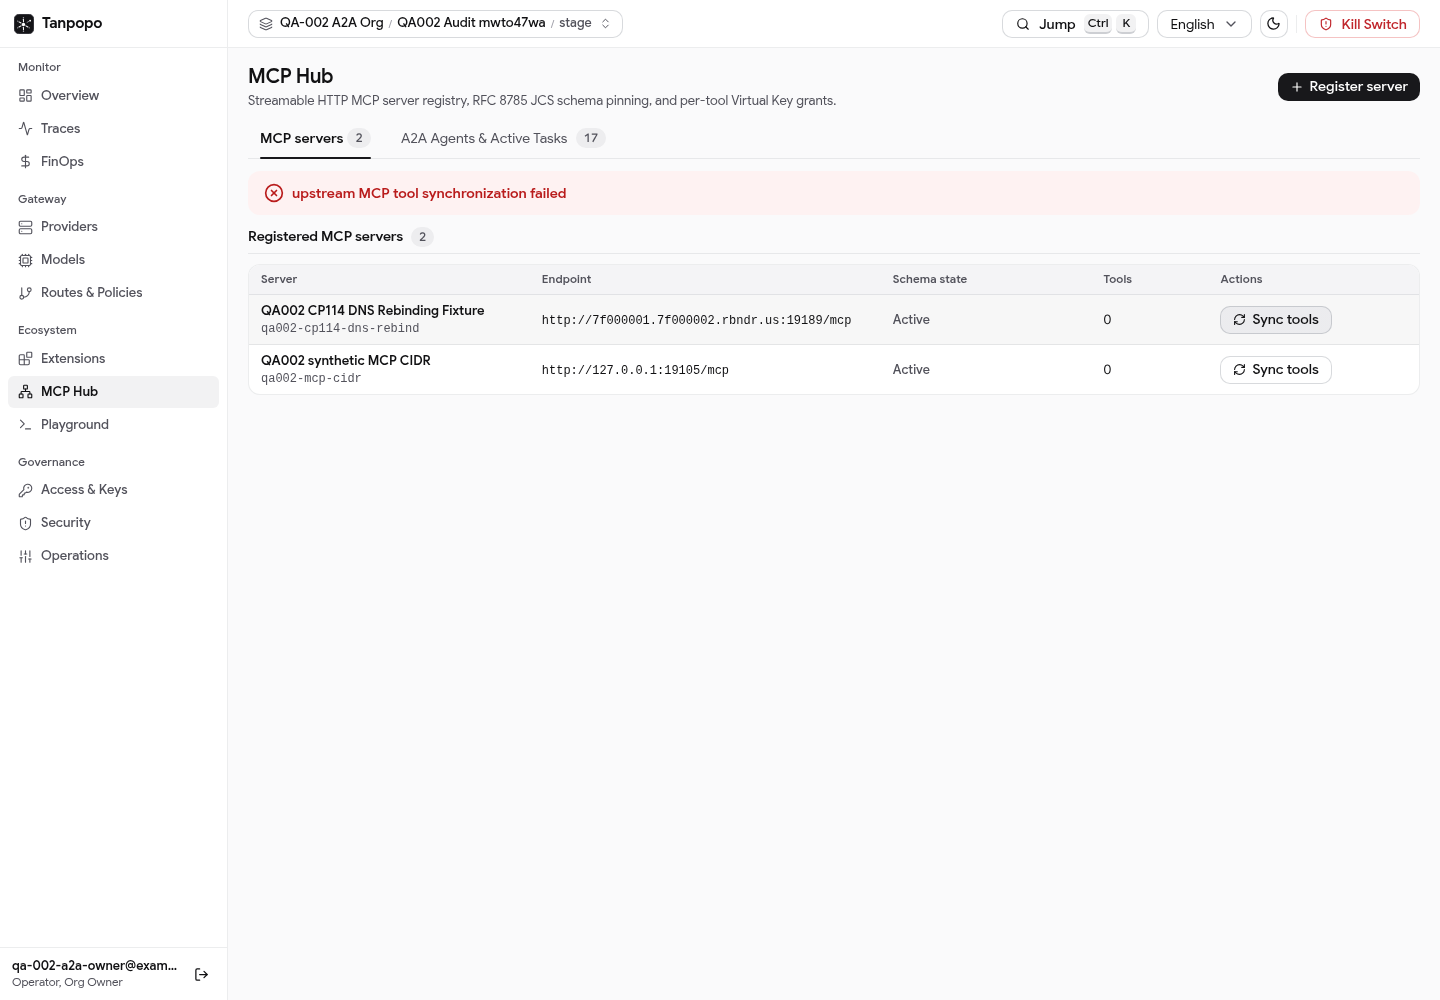 Tanpopo
QA-002 A2A Org / QA002 Audit mwto47wa / stage
Jump Ctrl K
English
Kill Switch
Monitor
Overview
Traces
FinOps
Gateway
Providers
Models
Routes & Policies
Ecosystem
Extensions
MCP Hub
Playground
Governance
Access & Keys
Security
Operations
qa-002-a2a-owner@exam...
Operator, Org Owner
MCP Hub
Streamable HTTP MCP server registry, RFC 8785 JCS schema pinning, and per-tool Virtual Key grants.
Register server
MCP servers 2
A2A Agents & Active Tasks 17
upstream MCP tool synchronization failed
Registered MCP servers 2
Server Endpoint Schema state Tools Actions
QA002 CP114 DNS Rebinding Fixture
qa002-cp114-dns-rebind
http://7f000001.7f000002.rbndr.us:19189/mcp
Active
0
Sync tools
QA002 synthetic MCP CIDR
qa002-mcp-cidr
http://127.0.0.1:19105/mcp
Active
0
Sync tools